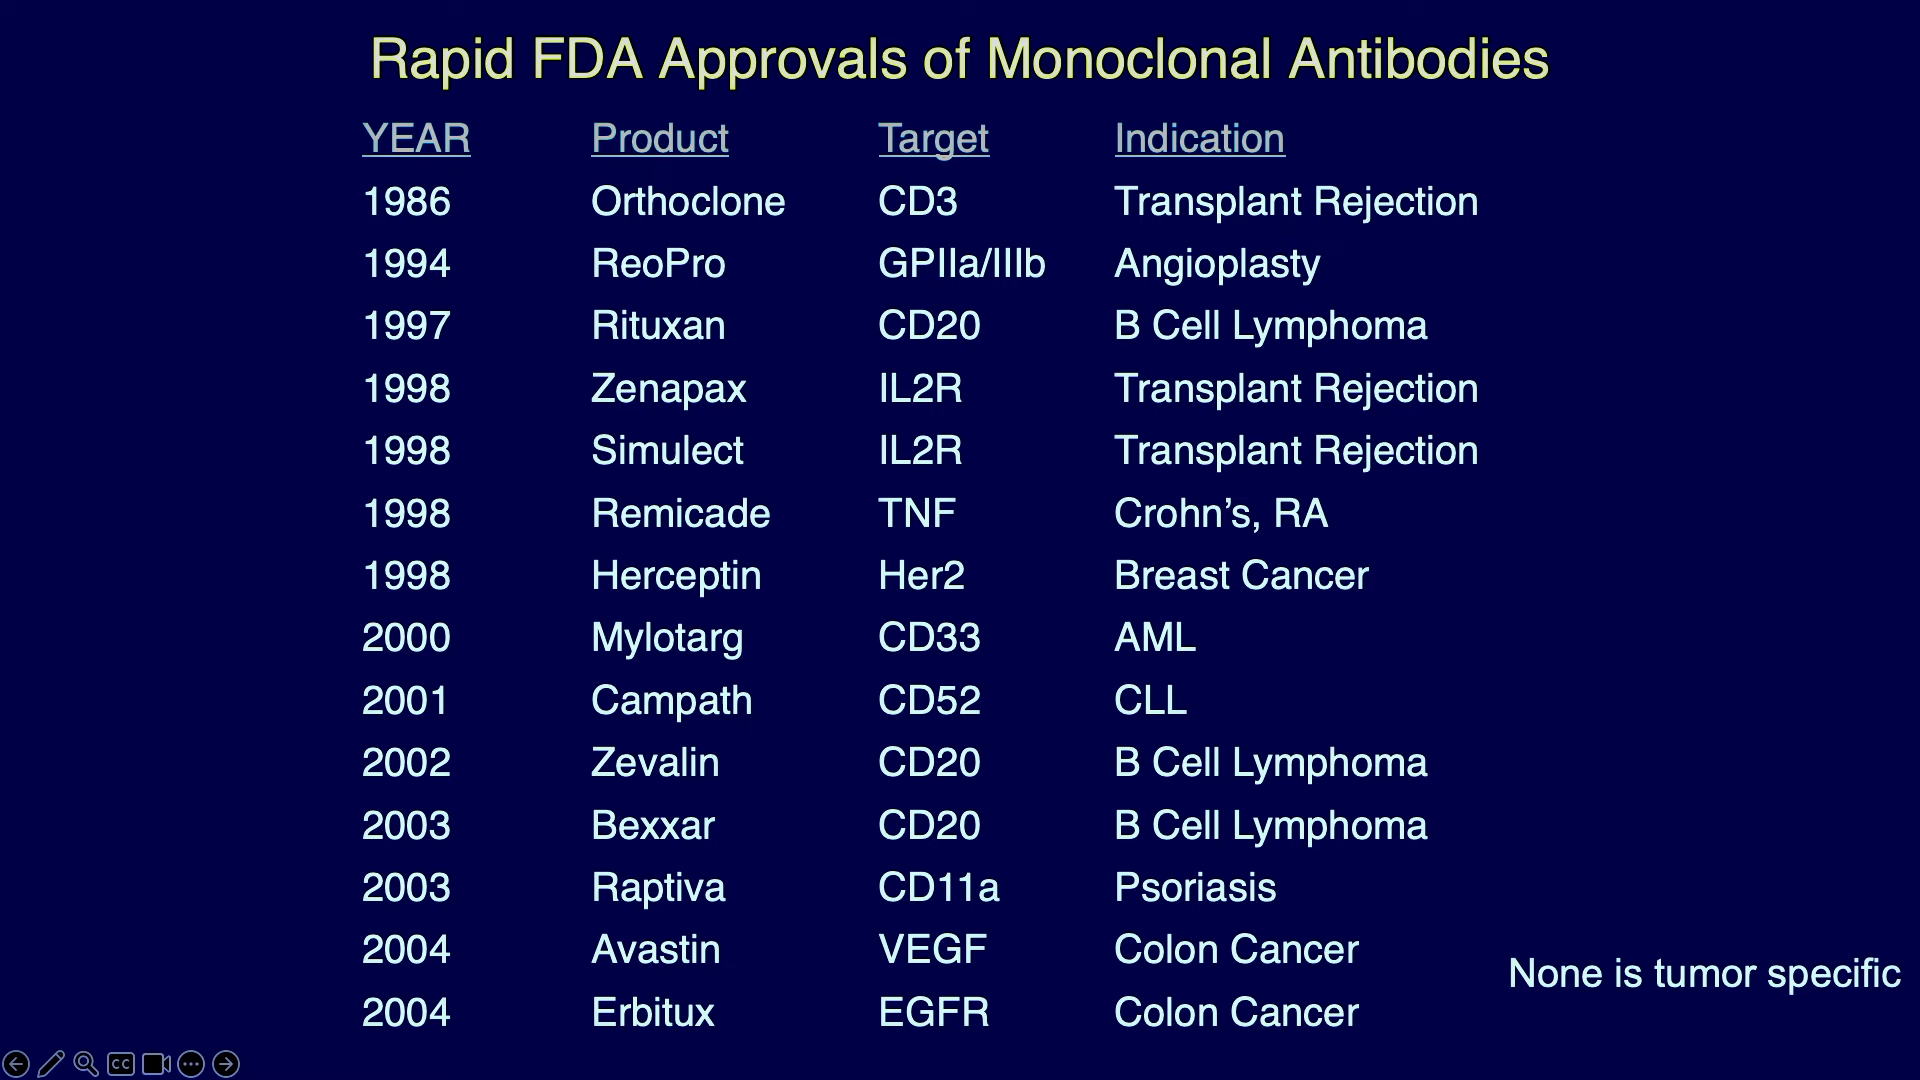 Rapid FDA Approvals of Monoclonal Antibodies
YEAR Product Target Indication
1986 Orthoclone CD3 Transplant Rejection
1994 ReoPro GPIIa/IIIb Angioplasty
1997 Rituxan CD20 B Cell Lymphoma
1998 Zenapax IL2R Transplant Rejection
1998 Simulect IL2R Transplant Rejection
1998 Remicade TNF Crohn’s, RA
1998 Herceptin Her2 Breast Cancer
2000 Mylotarg CD33 AML
2001 Campath CD52 CLL
2002 Zevalin CD20 B Cell Lymphoma
2003 Bexxar CD20 B Cell Lymphoma
2003 Raptiva CD11a Psoriasis
2004 Avastin VEGF Colon Cancer
None is tumor specific
2004 Erbitux EGFR Colon Cancer
CC